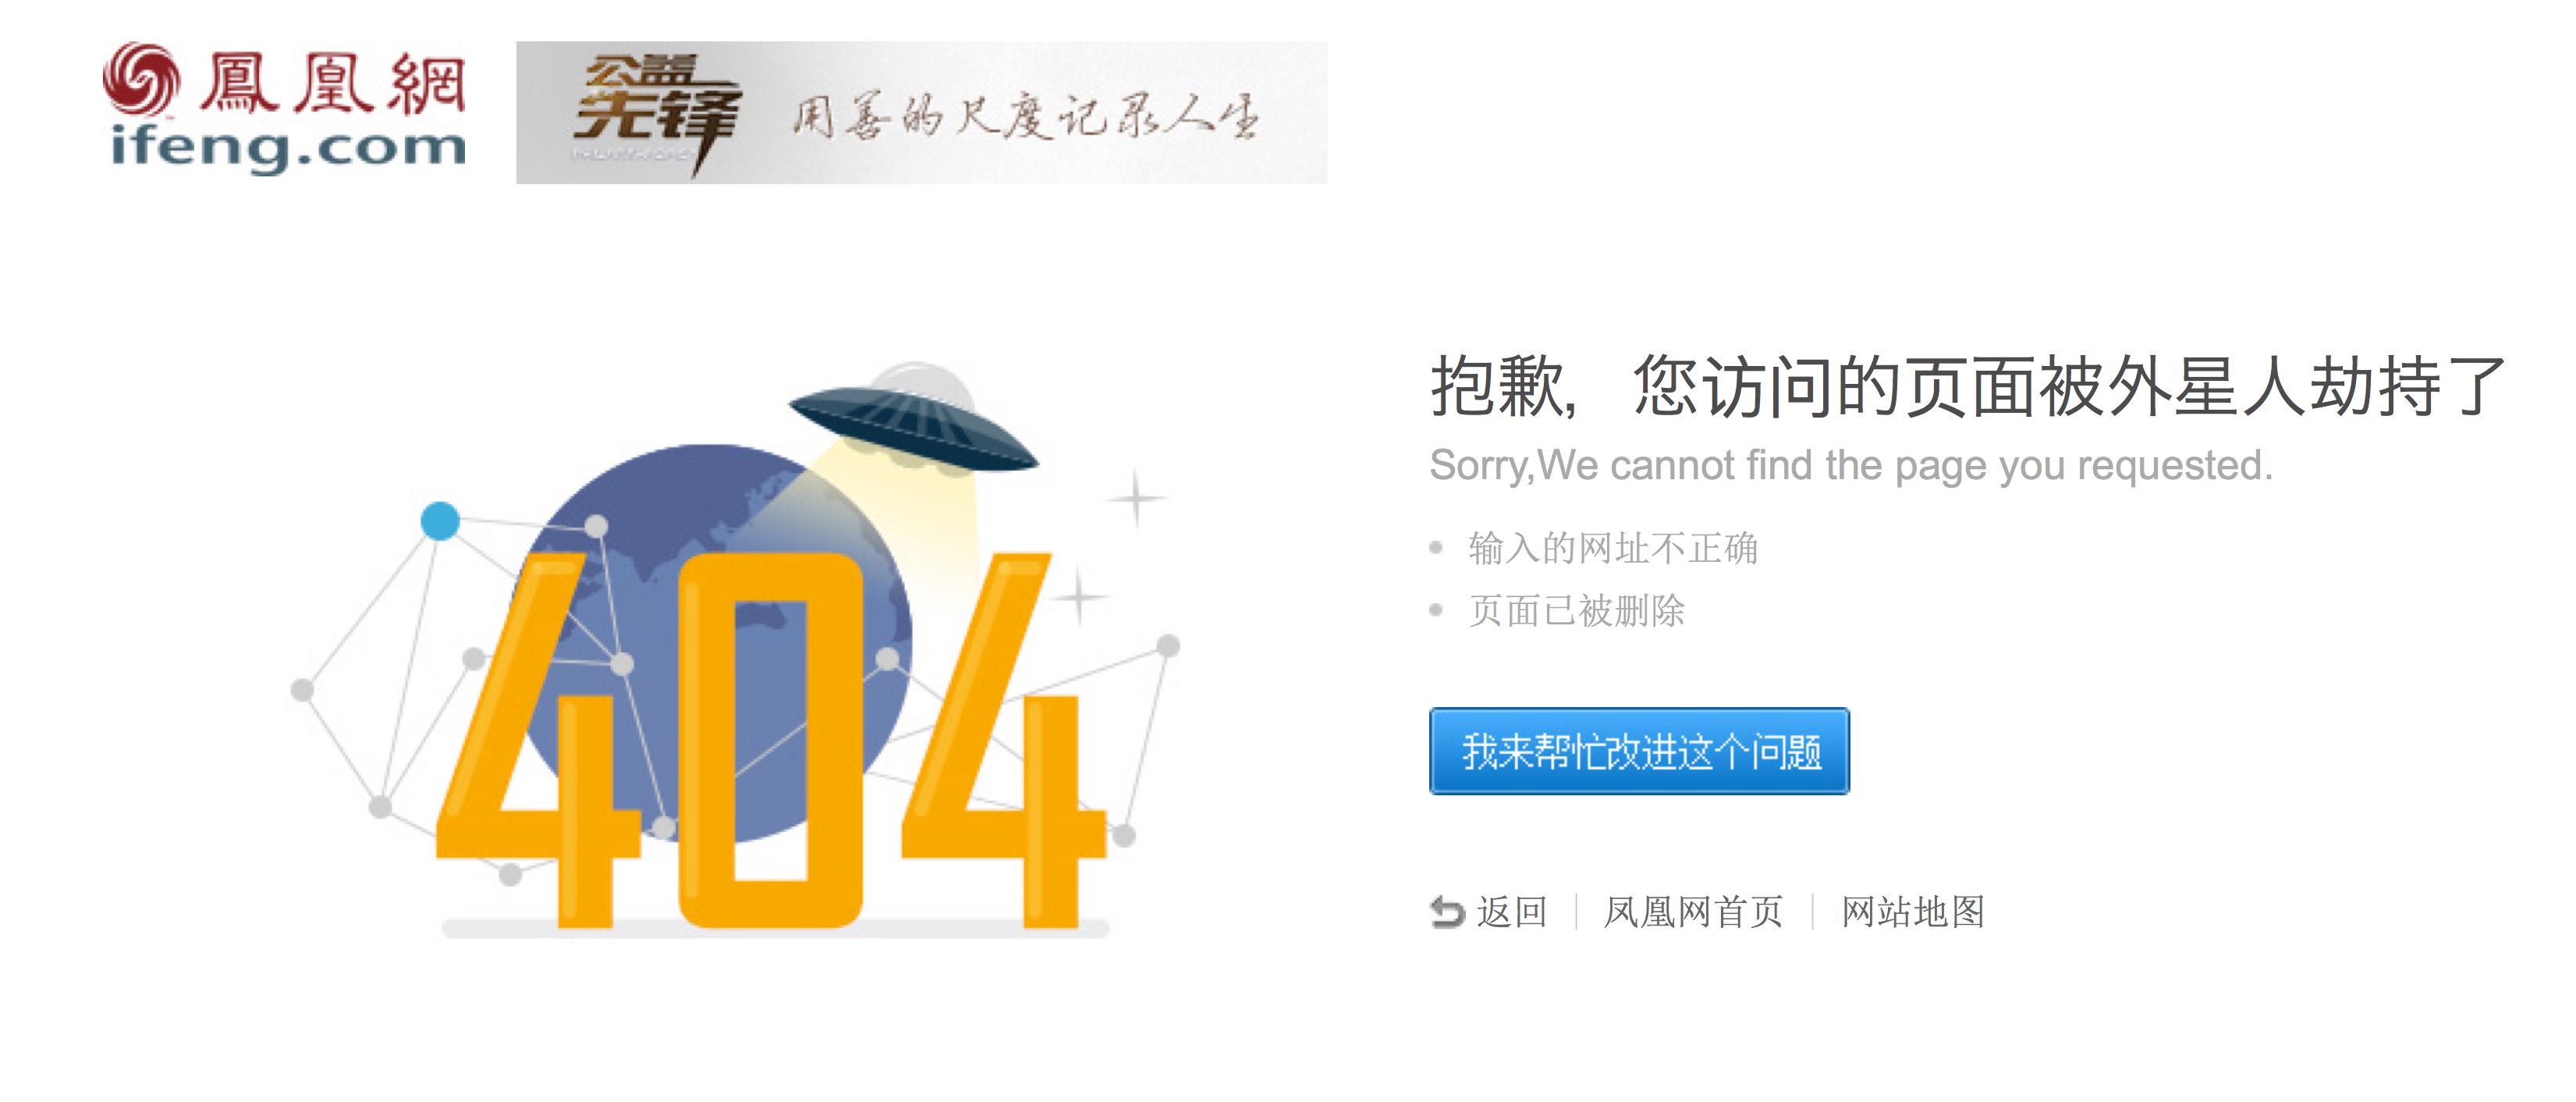 鳳凰網
ifeng.com
公益
先锋
用善的尺度记录人生
404
抱歉，您访问的页面被外星人劫持了
Sorry,We cannot find the page you requested.
输入的网址不正确
页面已被删除
我来帮忙改进这个问题
返回 凤凰网首页 网站地图